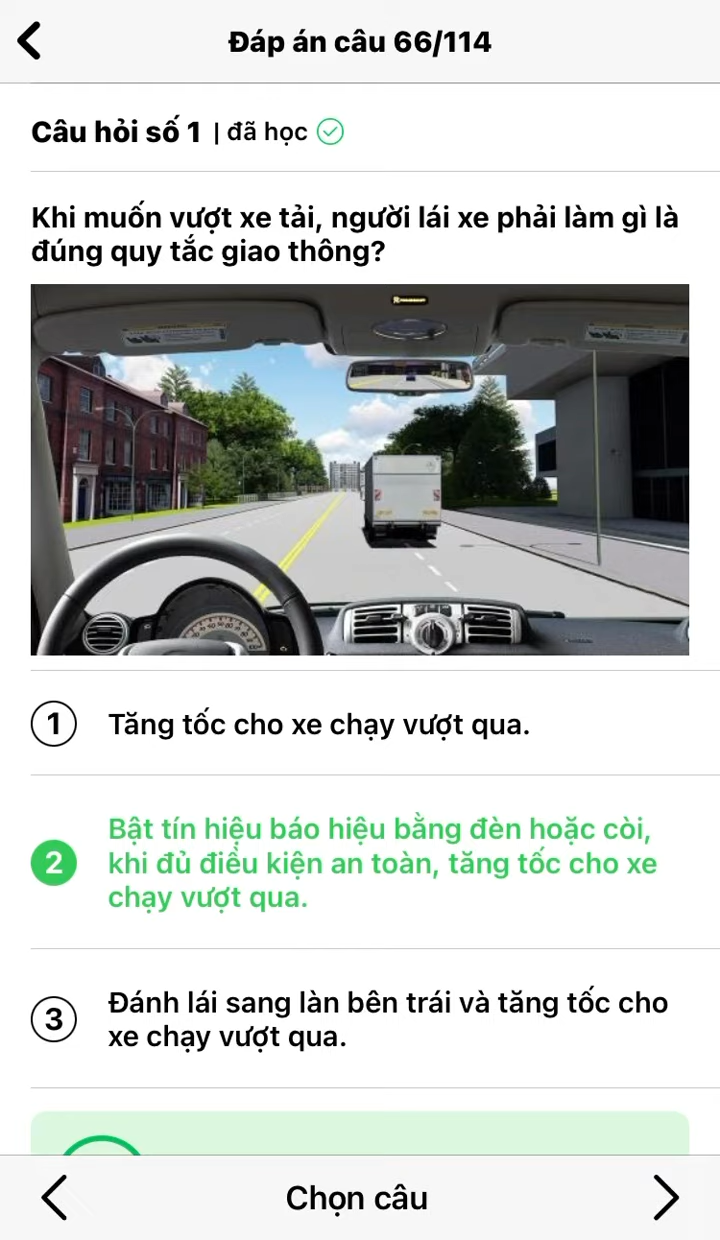 Đáp án câu 66/114
Câu hỏi số 1 | đã học
Khi muốn vượt xe tải, người lái xe phải làm gì là
đúng quy tắc giao thông?
1 Tăng tốc cho xe chạy vượt qua.
2 Bật tín hiệu báo hiệu bằng đèn hoặc còi,
khi đủ điều kiện an toàn, tăng tốc cho xe
chạy vượt qua.
3 Đánh lái sang làn bên trái và tăng tốc cho
xe chạy vượt qua.
Chọn câu